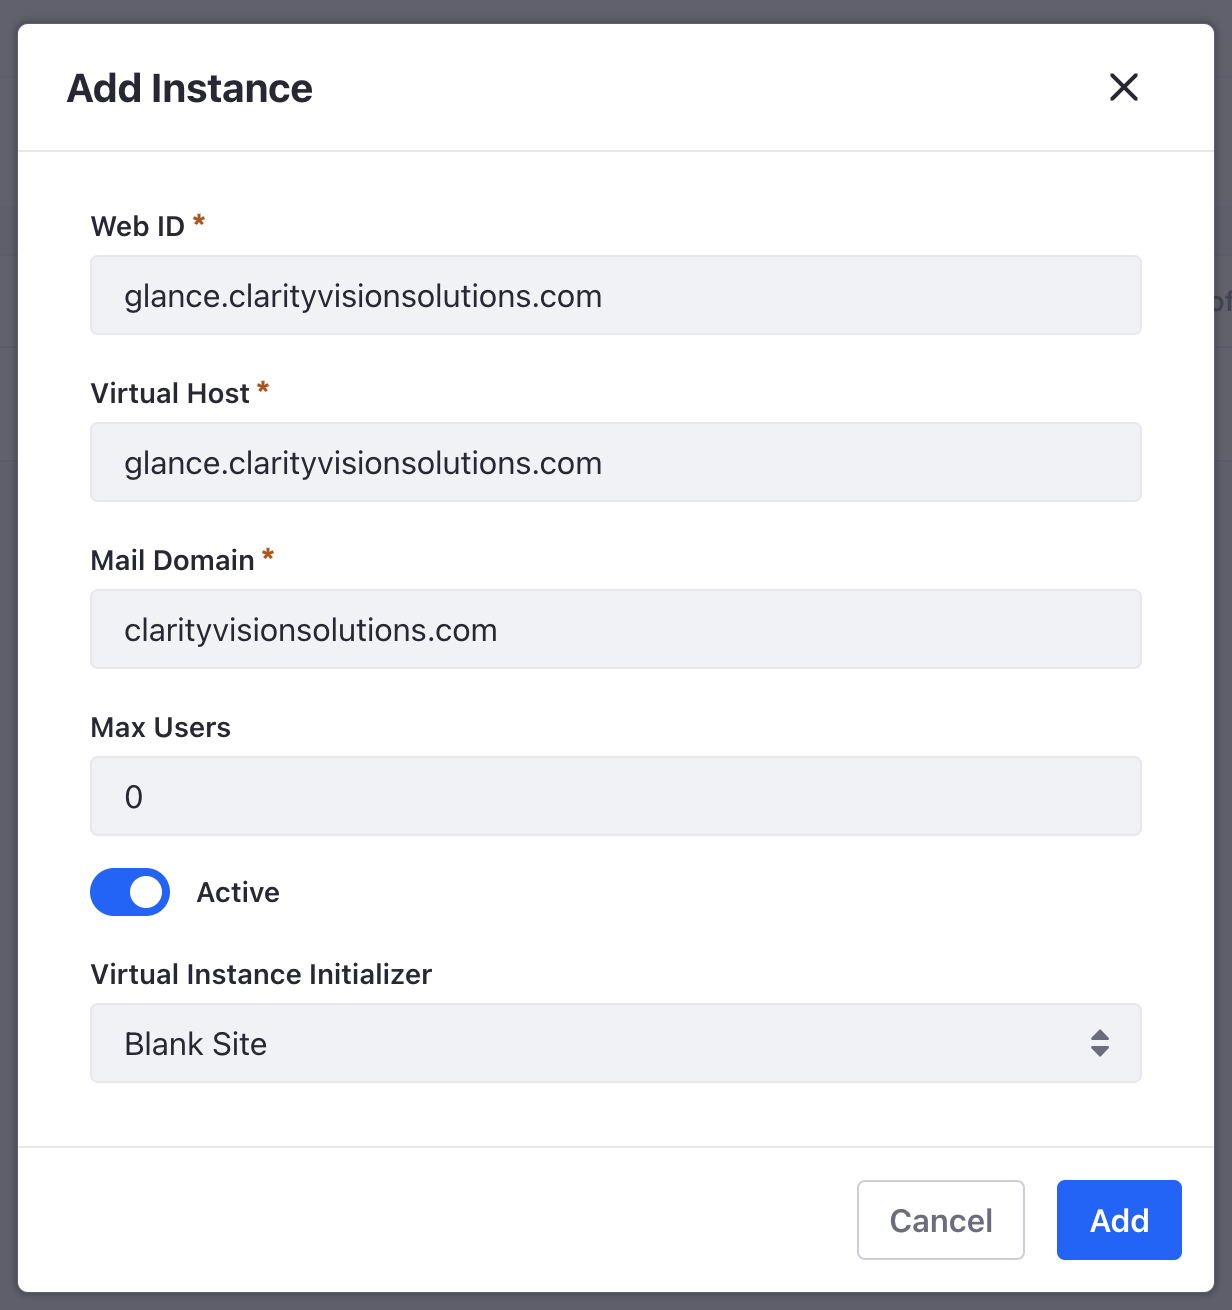 Add Instance
Web ID *
glance.clarityvisionsolutions.com
Virtual Host *
glance.clarityvisionsolutions.com
Mail Domain *
clarityvisionsolutions.com
Max Users
0
Active
Virtual Instance Initializer
Blank Site
Cancel
Add